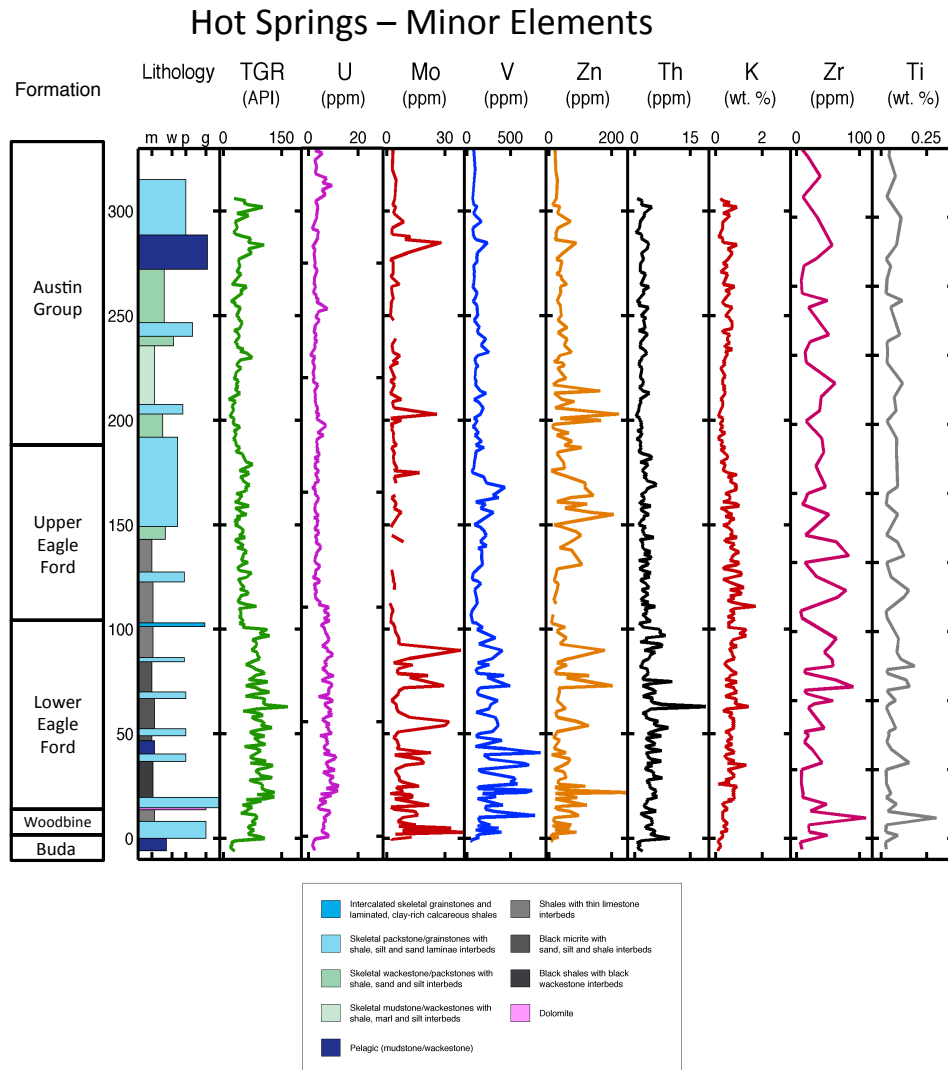 Hot Springs – Minor Elements
Formation
Lithology TGR U Mo V Zn Th K Zr Ti
(API) (ppm) (ppm) (ppm) (ppm) (ppm) (wt. %) (ppm) (wt. %)
m w p g 0 150 0 20 0 30 0 500 0 200 0 15 0 2 0 100 0 0.25
300
250
200
150
100
50
0
Austin
Group
Upper
Eagle
Ford
Lower
Eagle
Ford
Woodbine
Buda
Intercalated skeletal grainstones and
laminated, clay-rich calcareous shales
Skeletal packstone/grainstones with
shale, silt and sand laminae interbeds
Skeletal wackestone/packstones with
shale, sand and silt interbeds
Skeletal mudstone/wackestones with
shale, marl and silt interbeds
Pelagic (mudstone/wackestone)
Shales with thin limestone
interbeds
Black micrite with
sand, silt and shale interbeds
Black shales with black
wackestone interbeds
Dolomite